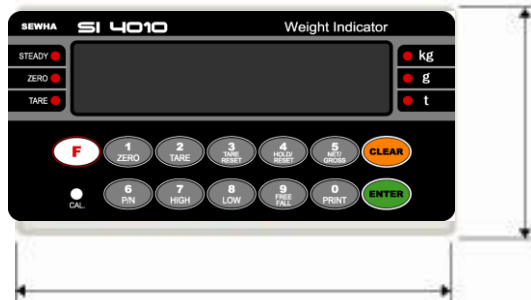 SEWHA SI 4010 Weight Indicator
STEADY
ZERO
TARE
kg
g
t
F
1 ZERO
2 TARE
3 TARE RESET
4 HOLD/ RESET
5 NET/ GROSS
CLEAR
CAL.
6 P/N
7 HIGH
8 LOW
9 FREE FALL
0 PRINT
ENTER